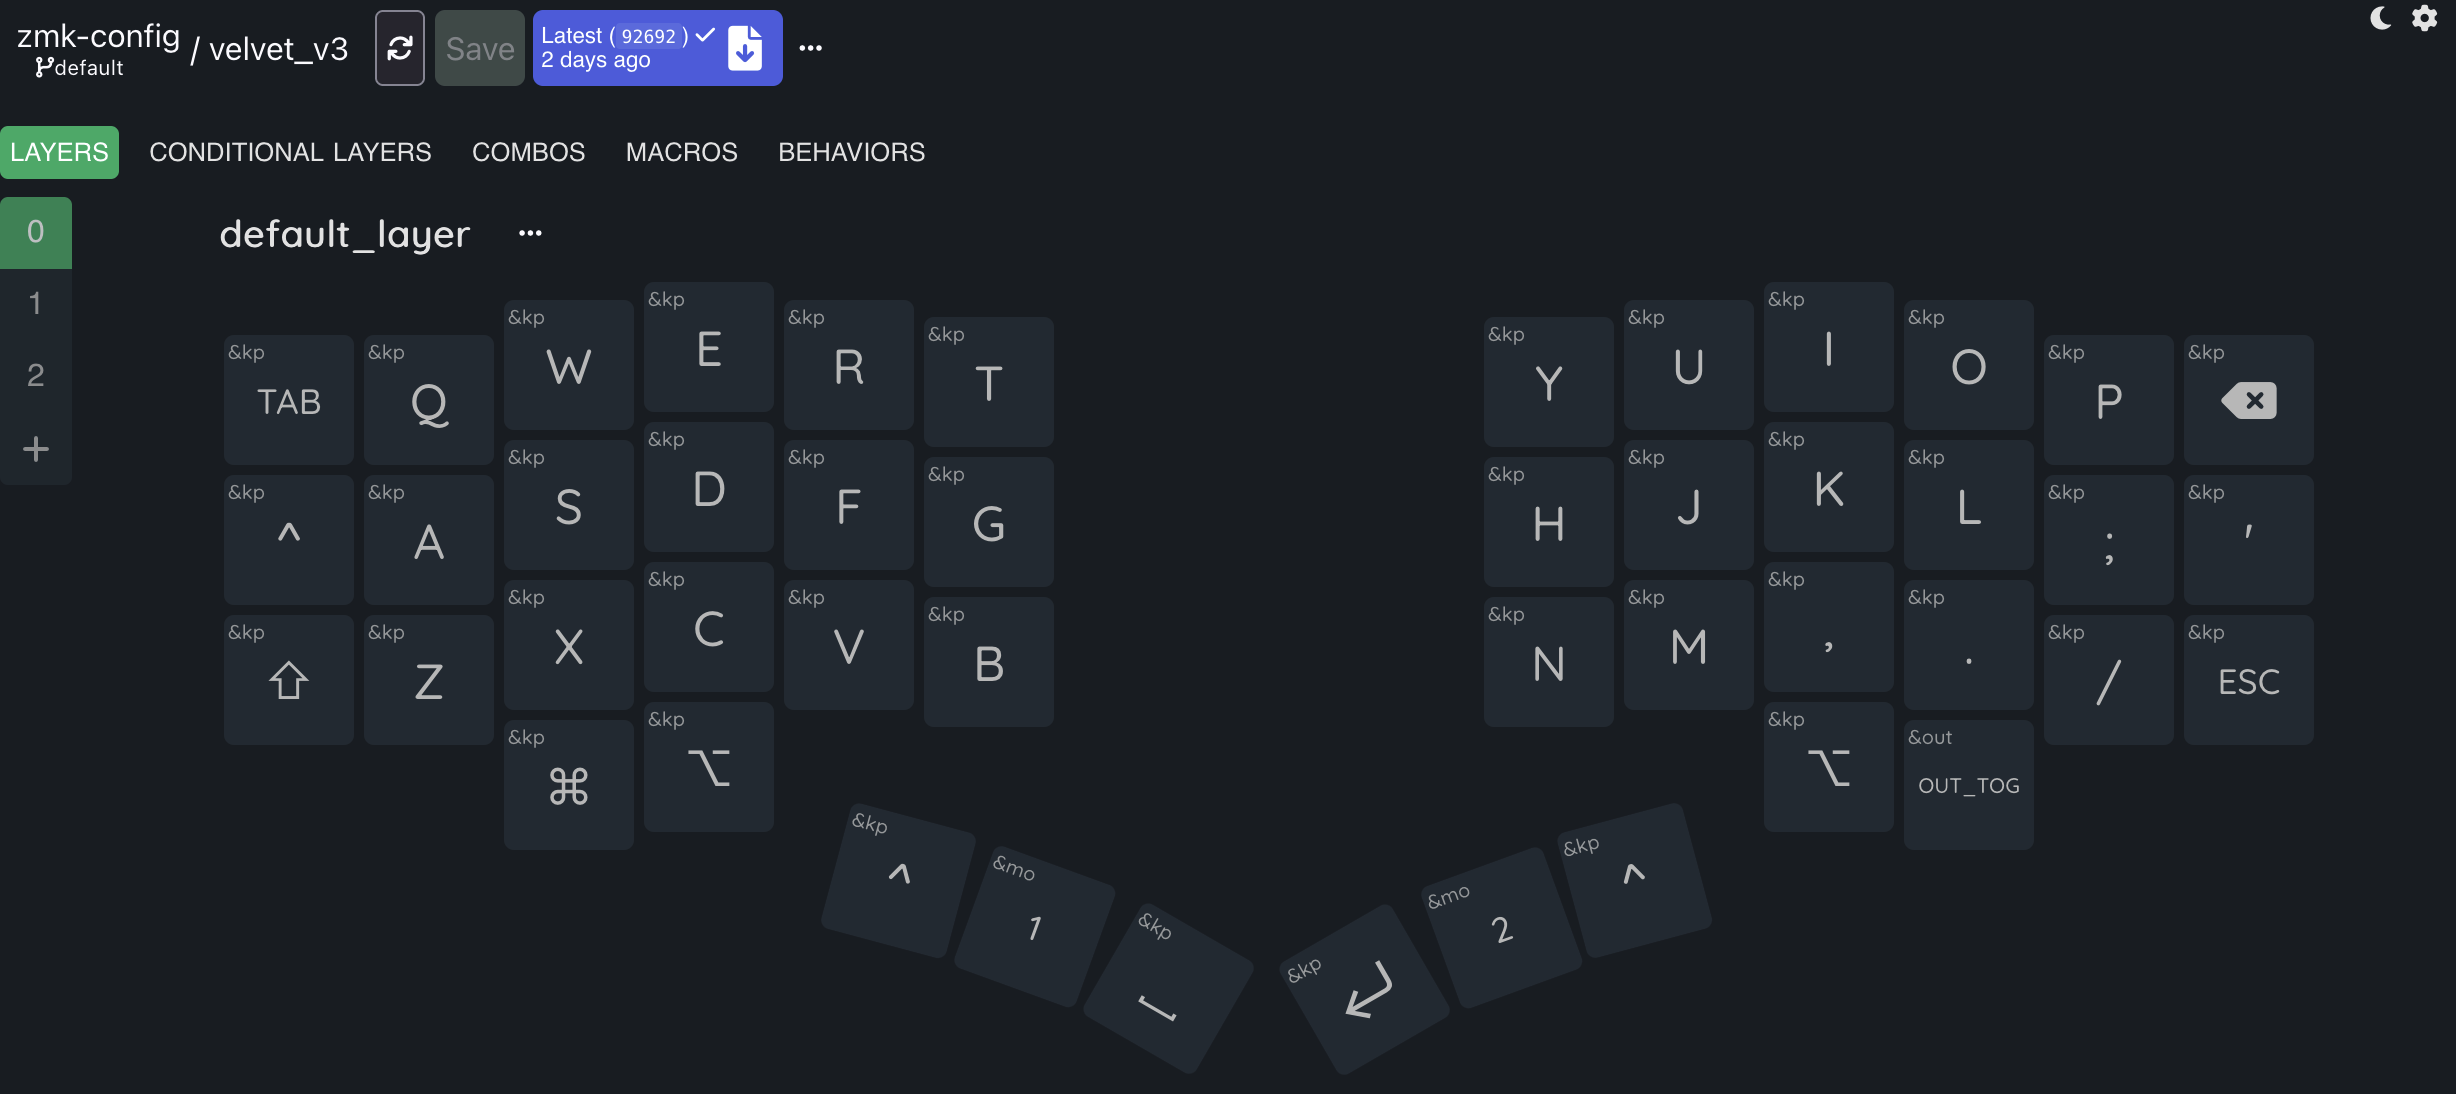 zmk-config / velvet_v3
default
Save
Latest ( 92692 )
2 days ago
LAYERS CONDITIONAL LAYERS COMBOS MACROS BEHAVIORS
0
1
2
+
default_layer ...
&kp TAB &kp Q &kp W &kp E &kp R &kp T &kp Y &kp U &kp I &kp O &kp P &kp
&kp ^ &kp A &kp S &kp D &kp F &kp G &kp H &kp J &kp K &kp L &kp ; &kp '
&kp ⇧ &kp Z &kp X &kp C &kp V &kp B &kp N &kp M &kp , &kp . &kp / &kp ESC
&kp ⌘ &kp ⌥ &kp ⌥ &out OUT_TOG
&kp ^ &mo 1 &kp ⎵ &kp ⏎ &mo 2 &kp ^